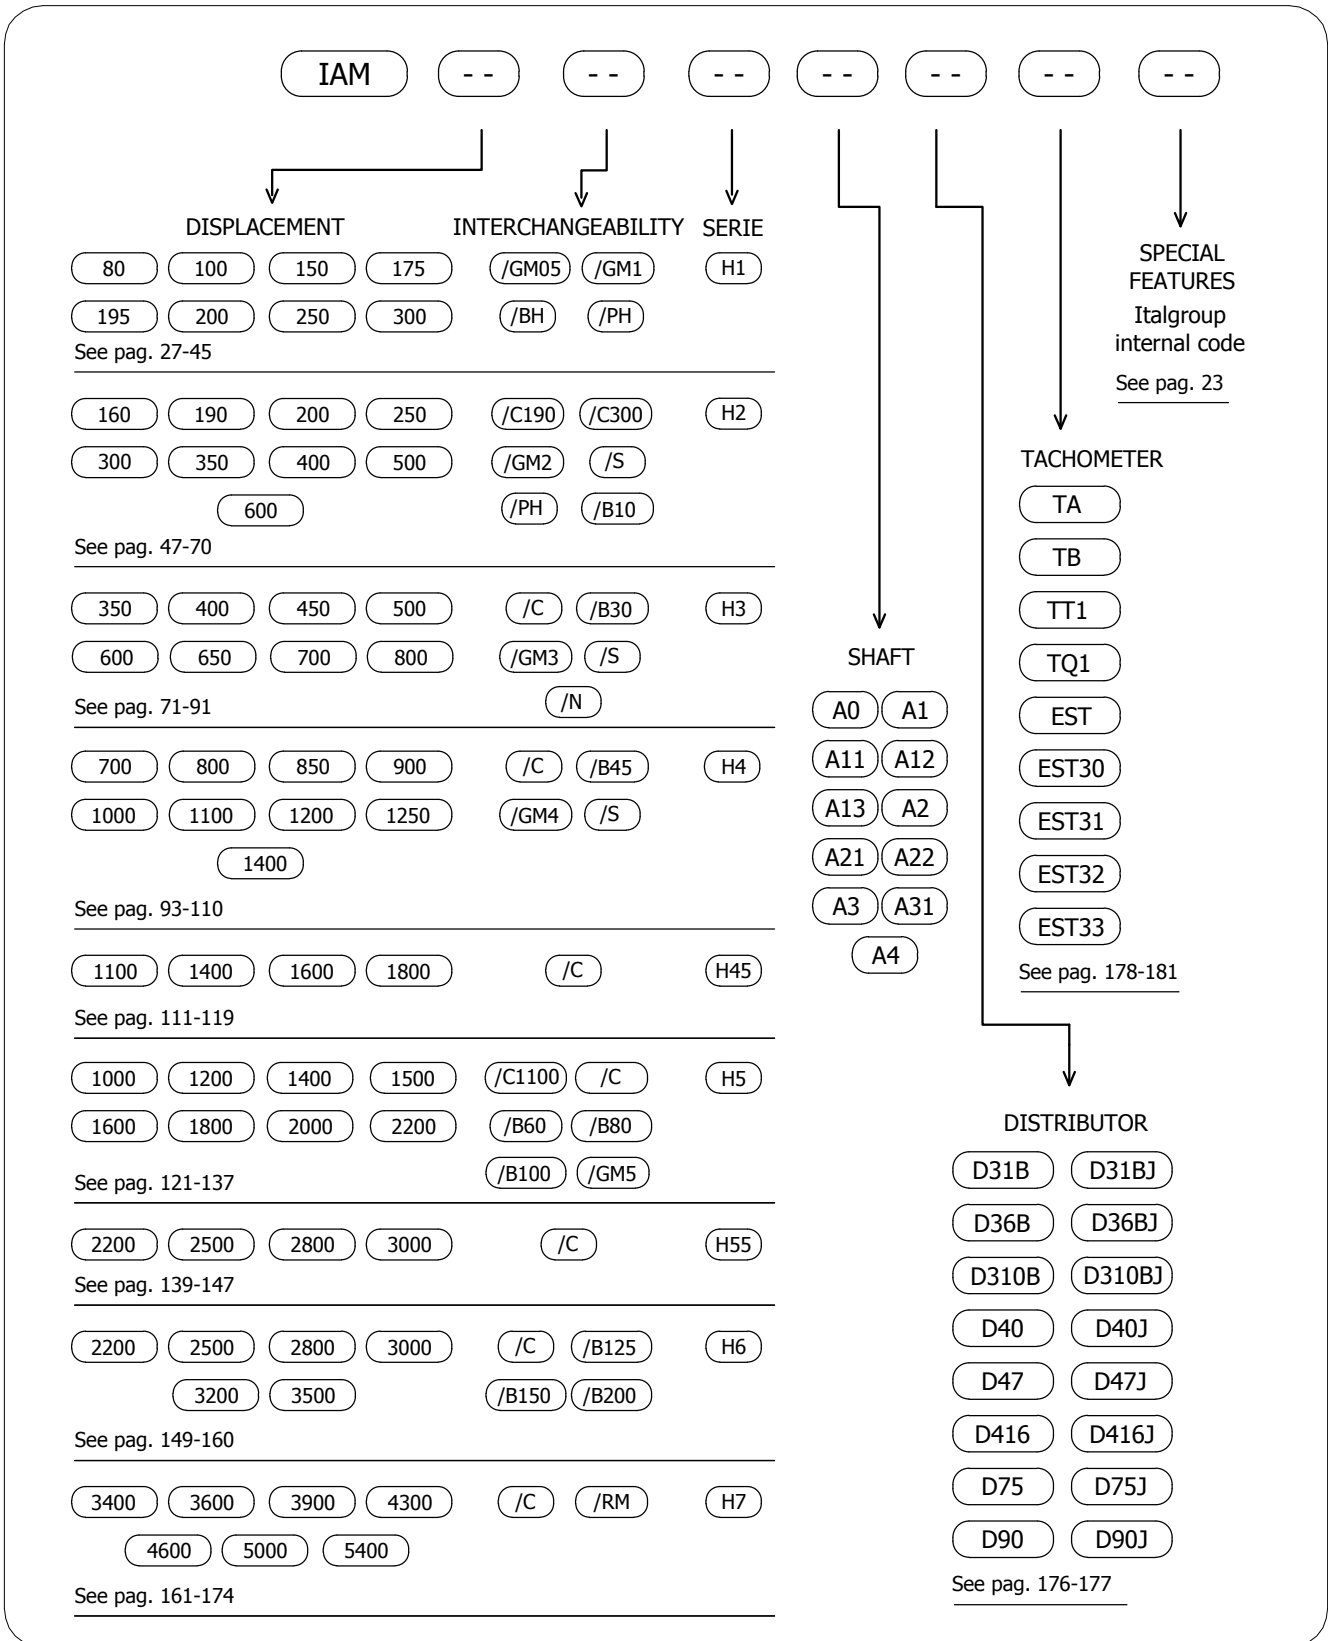 IAM -- -- -- -- -- -- --
DISPLACEMENT INTERCHANGEABILITY SERIE
80 100 150 175 /GM05 /GM1 H1
195 200 250 300 /BH /PH
See pag. 27-45
160 190 200 250 /C190 /C300 H2
300 350 400 500 /GM2 /S
600 /PH /B10
See pag. 47-70
350 400 450 500 /C /B30 H3
600 650 700 800 /GM3 /S
See pag. 71-91 /N
700 800 850 900 /C /B45 H4
1000 1100 1200 1250 /GM4 /S
1400
See pag. 93-110
1100 1400 1600 1800 /C H45
See pag. 111-119
1000 1200 1400 1500 /C1100 /C H5
1600 1800 2000 2200 /B60 /B80
See pag. 121-137 /B100 /GM5
2200 2500 2800 3000 /C H55
See pag. 139-147
2200 2500 2800 3000 /C /B125 H6
3200 3500 /B150 /B200
See pag. 149-160
3400 3600 3900 4300 /C /RM H7
4600 5000 5400
See pag. 161-174
SHAFT
A0 A1
A11 A12
A13 A2
A21 A22
A3 A31
A4
DISTRIBUTOR
D31B D31BJ
D36B D36BJ
D310B D310BJ
D40 D40J
D47 D47J
D416 D416J
D75 D75J
D90 D90J
See pag. 176-177
TACHOMETER
TA
TB
TT1
TQ1
EST
EST30
EST31
EST32
EST33
See pag. 178-181
SPECIAL
FEATURES
Italgroup
internal code
See pag. 23